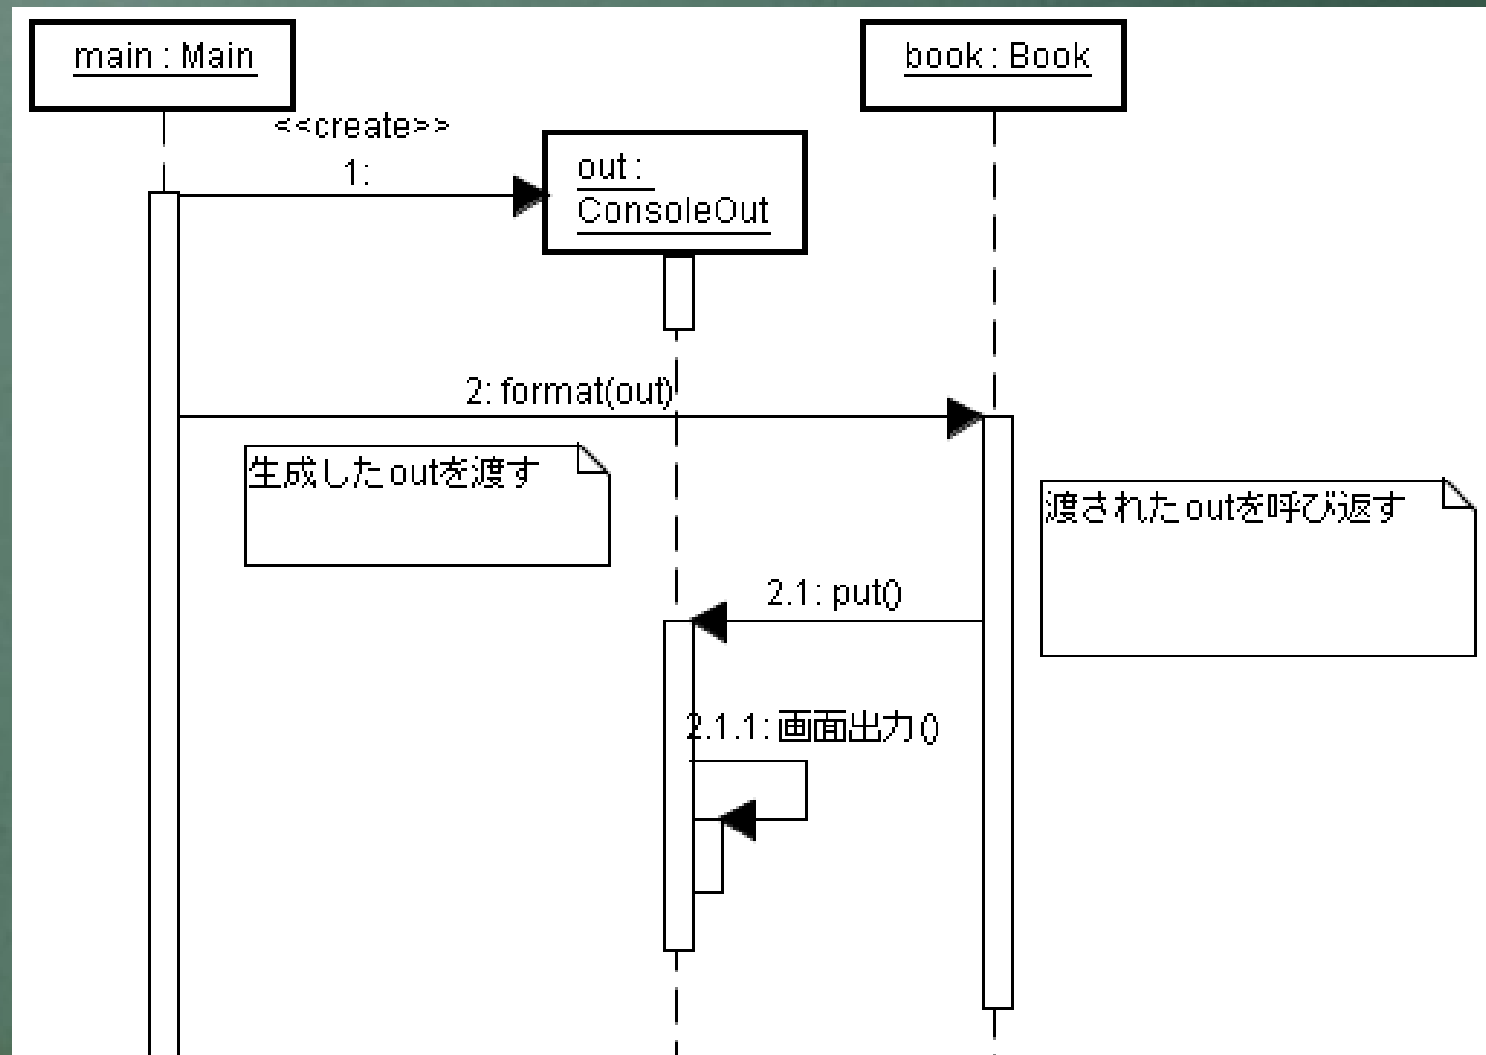 main : Main
book : Book
<<create>>
1:
out :
ConsoleOut
2: format(out)
生成したoutを渡す
渡されたoutを呼び返す
2.1: put()
2.1.1: 画面出力()